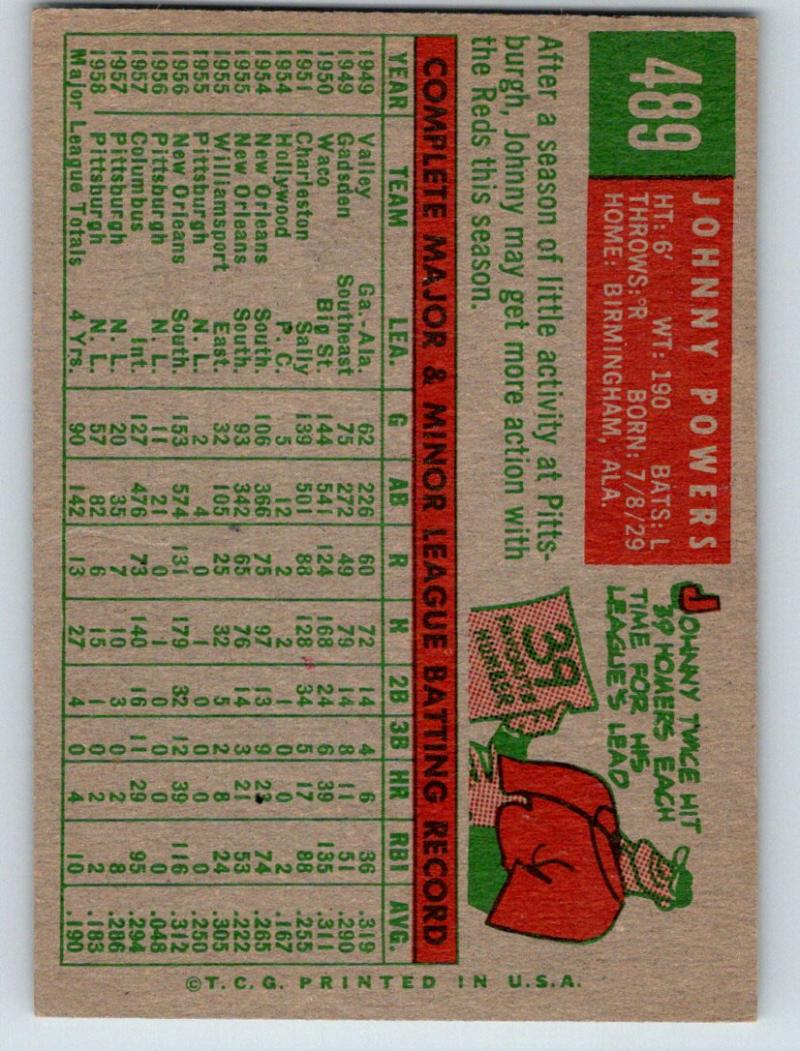 489
JOHNNY POWERS
HT: 6' WT: 190 BATS: L
THROWS: R BORN: 7/8/29
HOME: BIRMINGHAM, ALA.
After a season of little activity at Pitts-
burgh, Johnny may get more action with
the Reds this season.
JOHNNY TWICE HIT
39 HOMERS EACH
TIME FOR HIS
LEAGUE'S LEAD
39
FAVORITE
NUMBER
COMPLETE MAJOR & MINOR LEAGUE BATTING RECORD
YEAR TEAM LEA. G AB R H 2B 3B HR RBI AVG.
1949 Valley Ga.-Ala. 62 226 60 72 14 4 6 36 .319
1949 Gadsden Southeast 75 272 49 79 14 8 11 51 .290
1950 Waco Big St. 144 541 124 168 24 6 39 135 .311
1951 Charleston Sally 139 501 88 128 34 5 17 88 .255
1954 Hollywood P. C. 5 12 2 2 1 0 0 2 .167
1954 New Orleans South. 106 366 75 97 13 9 23 74 .265
1955 New Orleans South. 93 342 65 76 14 3 21 53 .222
1955 Williamsport East. 32 105 25 32 5 2 8 24 .305
1955 Pittsburgh N. L. 2 4 0 1 0 0 0 0 .250
1956 New Orleans South. 153 574 131 179 32 12 39 116 .312
1956 Pittsburgh N. L. 11 21 0 1 0 0 0 0 .048
1957 Columbus Int. 127 476 73 140 16 11 29 95 .294
1957 Pittsburgh N. L. 20 35 7 10 3 0 2 8 .286
1958 Pittsburgh N. L. 57 82 6 15 1 0 2 2 .183
Major League Totals 4 Yrs. 90 142 13 27 4 0 4 10 .190
©T. C. G. PRINTED IN U.S.A.